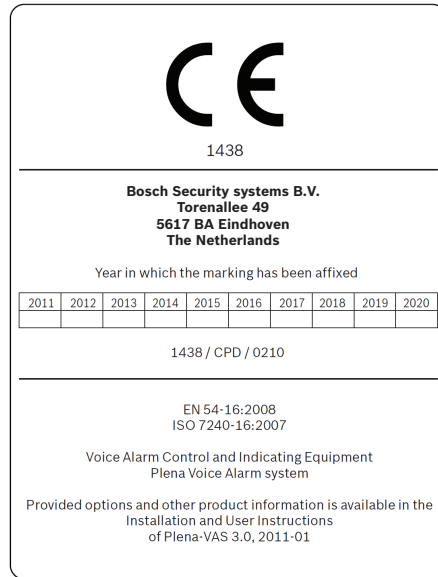 CE
1438
Bosch Security systems B.V.
Torenallee 49
5617 BA Eindhoven
The Netherlands
Year in which the marking has been affixed
2011 2012 2013 2014 2015 2016 2017 2018 2019 2020
1438 / CPD / 0210
EN 54-16:2008
ISO 7240-16:2007
Voice Alarm Control and Indicating Equipment
Plena Voice Alarm system
Provided options and other product information is available in the
Installation and User Instructions
of Plena-VAS 3.0, 2011-01